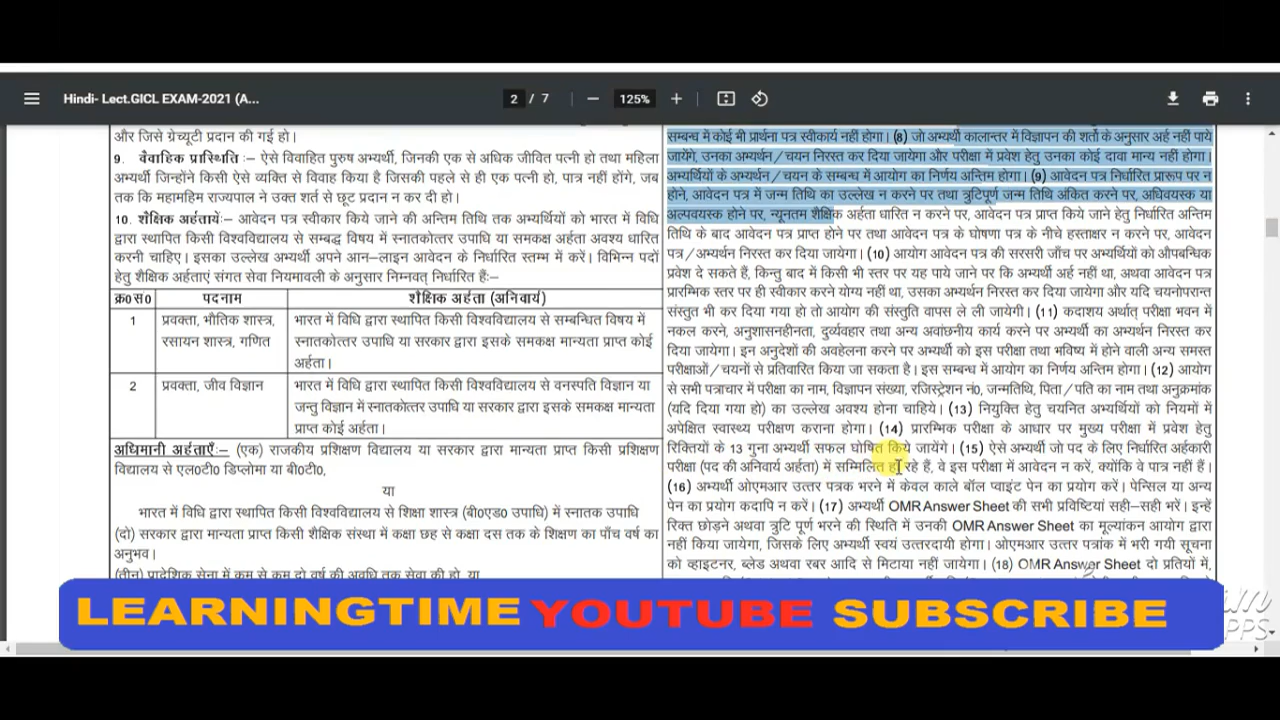 Hindi- Lect.GICL EXAM-2021 (A...
2 / 7
125%
और जिसे ग्रेच्युटी प्रदान की गई हो।
9. वैवाहिक प्रास्थिति :- ऐसे विवाहित पुरुष अभ्यर्थी, जिनकी एक से अधिक जीवित पत्नी हो तथा महिला
अभ्यर्थी जिन्होंने किसी ऐसे व्यक्ति से विवाह किया है जिसकी पहले से ही एक पत्नी हो, पात्र नहीं होंगे, जब
तक कि महामहिम राज्यपाल ने उक्त शर्त से छूट प्रदान न कर दी हो।
10. शैक्षिक अर्हतायें:- आवेदन पत्र स्वीकार किये जाने की अन्तिम तिथि तक अभ्यर्थियों को भारत में विधि
द्वारा स्थापित किसी विश्वविद्यालय से सम्बद्ध विषय में स्नातकोत्तर उपाधि या समकक्ष अर्हता अवश्य धारित
करनी चाहिए। इसका उल्लेख अभ्यर्थी अपने आन-लाइन आवेदन के निर्धारित स्तम्भ में करें। विभिन्न पदों
हेतु शैक्षिक अर्हताएं संगत सेवा नियमावली के अनुसार निम्नवत् निर्धारित हैं:-
क्र0सं0 पदनाम शैक्षिक अर्हता (अनिवार्य)
1 प्रवक्ता, भौतिक शास्त्र, भारत में विधि द्वारा स्थापित किसी विश्वविद्यालय से सम्बन्धित विषय में
रसायन शास्त्र, गणित स्नातकोत्तर उपाधि या सरकार द्वारा इसके समकक्ष मान्यता प्राप्त कोई
अर्हता।
2 प्रवक्ता, जीव विज्ञान भारत में विधि द्वारा स्थापित किसी विश्वविद्यालय से वनस्पति विज्ञान या
जन्तु विज्ञान में स्नातकोत्तर उपाधि या सरकार द्वारा इसके समकक्ष मान्यता
प्राप्त कोई अर्हता।
अधिमानी अर्हताएँ:- (एक) राजकीय प्रशिक्षण विद्यालय या सरकार द्वारा मान्यता प्राप्त किसी प्रशिक्षण
विद्यालय से एल0टी0 डिप्लोमा या बी0टी0,
या
भारत में विधि द्वारा स्थापित किसी विश्वविद्यालय से शिक्षा शास्त्र (बी0एड0 उपाधि) में स्नातक उपाधि
(दो) सरकार द्वारा मान्यता प्राप्त किसी शैक्षिक संस्था में कक्षा छह से कक्षा दस तक के शिक्षण का पाँच वर्ष का
अनुभव।
(तीन) प्रादेशिक सेना में कम से कम दो वर्ष की अवधि तक सेवा की हो, या
सम्बन्ध में कोई भी प्रार्थना पत्र स्वीकार्य नहीं होगा। (8) जो अभ्यर्थी कालान्तर में विज्ञापन की शर्तो के अनुसार अर्ह नहीं पाये
जायेंगे, उनका अभ्यर्थन/चयन निरस्त कर दिया जायेगा और परीक्षा में प्रवेश हेतु उनका कोई दावा मान्य नहीं होगा।
अभ्यर्थियों के अभ्यर्थन/चयन के सम्बन्ध में आयोग का निर्णय अन्तिम होगा। (9) आवेदन पत्र निर्धारित प्रारूप पर न
होने, आवेदन पत्र में जन्म तिथि का उल्लेख न करने पर तथा त्रुटिपूर्ण जन्म तिथि अंकित करने पर, अधिवयस्क या
अल्पवयस्क होने पर, न्यूनतम शैक्षिक अर्हता धारित न करने पर, आवेदन पत्र प्राप्त किये जाने हेतु निर्धारित अन्तिम
तिथि के बाद आवेदन पत्र प्राप्त होने पर तथा आवेदन पत्र के घोषणा पत्र के नीचे हस्ताक्षर न करने पर, आवेदन
पत्र/अभ्यर्थन निरस्त कर दिया जायेगा। (10) आयोग आवेदन पत्र की सरसरी जाँच पर अभ्यर्थियों को औपबन्धिक
प्रवेश दे सकते हैं, किन्तु बाद में किसी भी स्तर पर यह पाये जाने पर कि अभ्यर्थी अर्ह नहीं था, अथवा आवेदन पत्र
प्रारम्भिक स्तर पर ही स्वीकार करने योग्य नहीं था, उसका अभ्यर्थन निरस्त कर दिया जायेगा और यदि चयनोपरान्त
संस्तुत भी कर दिया गया हो तो आयोग की संस्तुति वापस ले ली जायेगी। (11) कदाशय अर्थात् परीक्षा भवन में
नकल करने, अनुशासनहीनता, दुर्व्यवहार तथा अन्य अवांछनीय कार्य करने पर अभ्यर्थी का अभ्यर्थन निरस्त कर
दिया जायेगा। इन अनुदेशों की अवहेलना करने पर अभ्यर्थी को इस परीक्षा तथा भविष्य में होने वाली अन्य समस्त
परीक्षाओं/चयनों से प्रतिवारित किया जा सकता है। इस सम्बन्ध में आयोग का निर्णय अन्तिम होगा। (12) आयोग
से सभी पत्राचार में परीक्षा का नाम, विज्ञापन संख्या, रजिस्ट्रेशन नं0, जन्मतिथि, पिता/पति का नाम तथा अनुक्रमांक
(यदि दिया गया हो) का उल्लेख अवश्य होना चाहिये। (13) नियुक्ति हेतु चयनित अभ्यर्थियों को नियमों में
अपेक्षित स्वास्थ्य परीक्षण कराना होगा। (14) प्रारम्भिक परीक्षा के आधार पर मुख्य परीक्षा में प्रवेश हेतु
रिक्तियों के 13 गुना अभ्यर्थी सफल घोषित किये जायेंगे। (15) ऐसे अभ्यर्थी जो पद के लिए निर्धारित अर्हकारी
परीक्षा (पद की अनिवार्य अर्हता) में सम्मिलित हो रहे हैं, वे इस परीक्षा में आवेदन न करें, क्योंकि वे पात्र नहीं हैं।
(16) अभ्यर्थी ओएमआर उत्तर पत्रक भरने में केवल काले बॉल प्वाइंट पेन का प्रयोग करें। पेन्सिल या अन्य
पेन का प्रयोग कदापि न करें। (17) अभ्यर्थी OMR Answer Sheet की सभी प्रविष्टियां सही-सही भरें। इन्हें
रिक्त छोड़ने अथवा त्रुटि पूर्ण भरने की स्थिति में उनकी OMR Answer Sheet का मूल्यांकन आयोग द्वारा
नहीं किया जायेगा, जिसके लिए अभ्यर्थी स्वयं उत्तरदायी होगा। ओएमआर उत्तर पत्रांक में भरी गयी सूचना
को व्हाइटनर, ब्लेड अथवा रबर आदि से मिटाया नहीं जायेगा। (18) OMR Answer Sheet दो प्रतियों में,
LEARNINGTIME YOUTUBE SUBSCRIBE